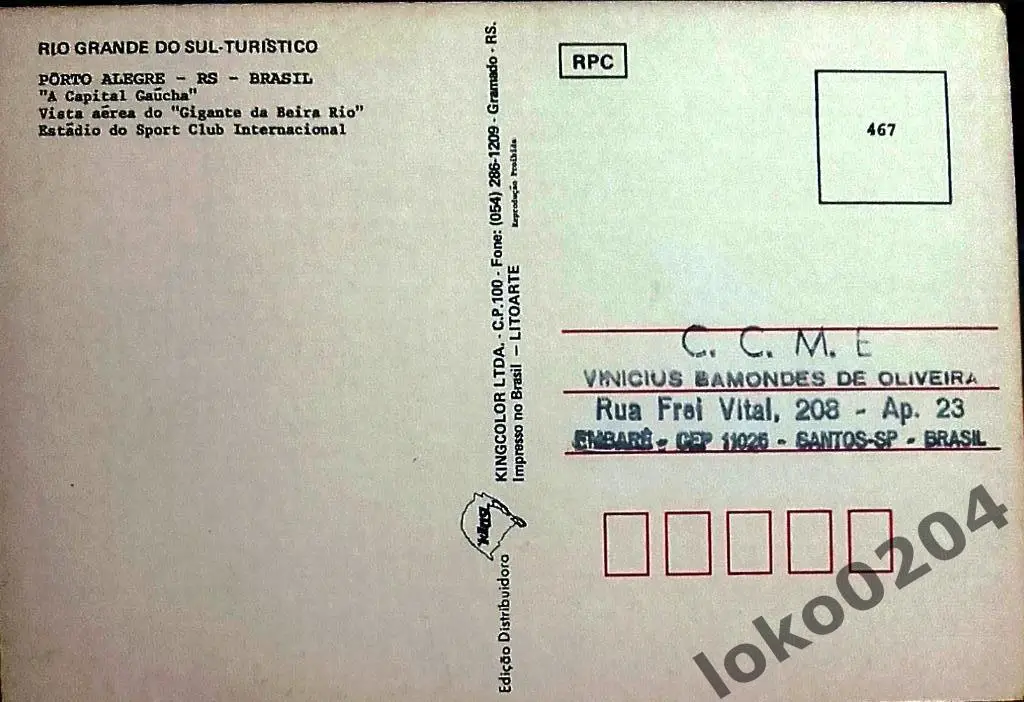 RIO GRANDE DO SUL-TURÍSTICO
PÔRTO ALEGRE - RS - BRASIL
"A Capital Gaúcha"
Vista aérea do "Gigante da Beira Rio"
Estádio do Sport Club Internacional
Edição Distribuidora
KINGCOLOR LTDA. - C.P.100 - Fone: (054) 286-1209 - Gramado - RS.
Impresso no Brasil — LITOARTE
Reprodução Proibida
RPC
467
C. C. M. E
VINICIUS BAMONDES DE OLIVEIRA
Rua Frei Vital, 208 - Ap. 23
EMBARÊ - CEP 11025 - SANTOS-SP - BRASIL
loko0204